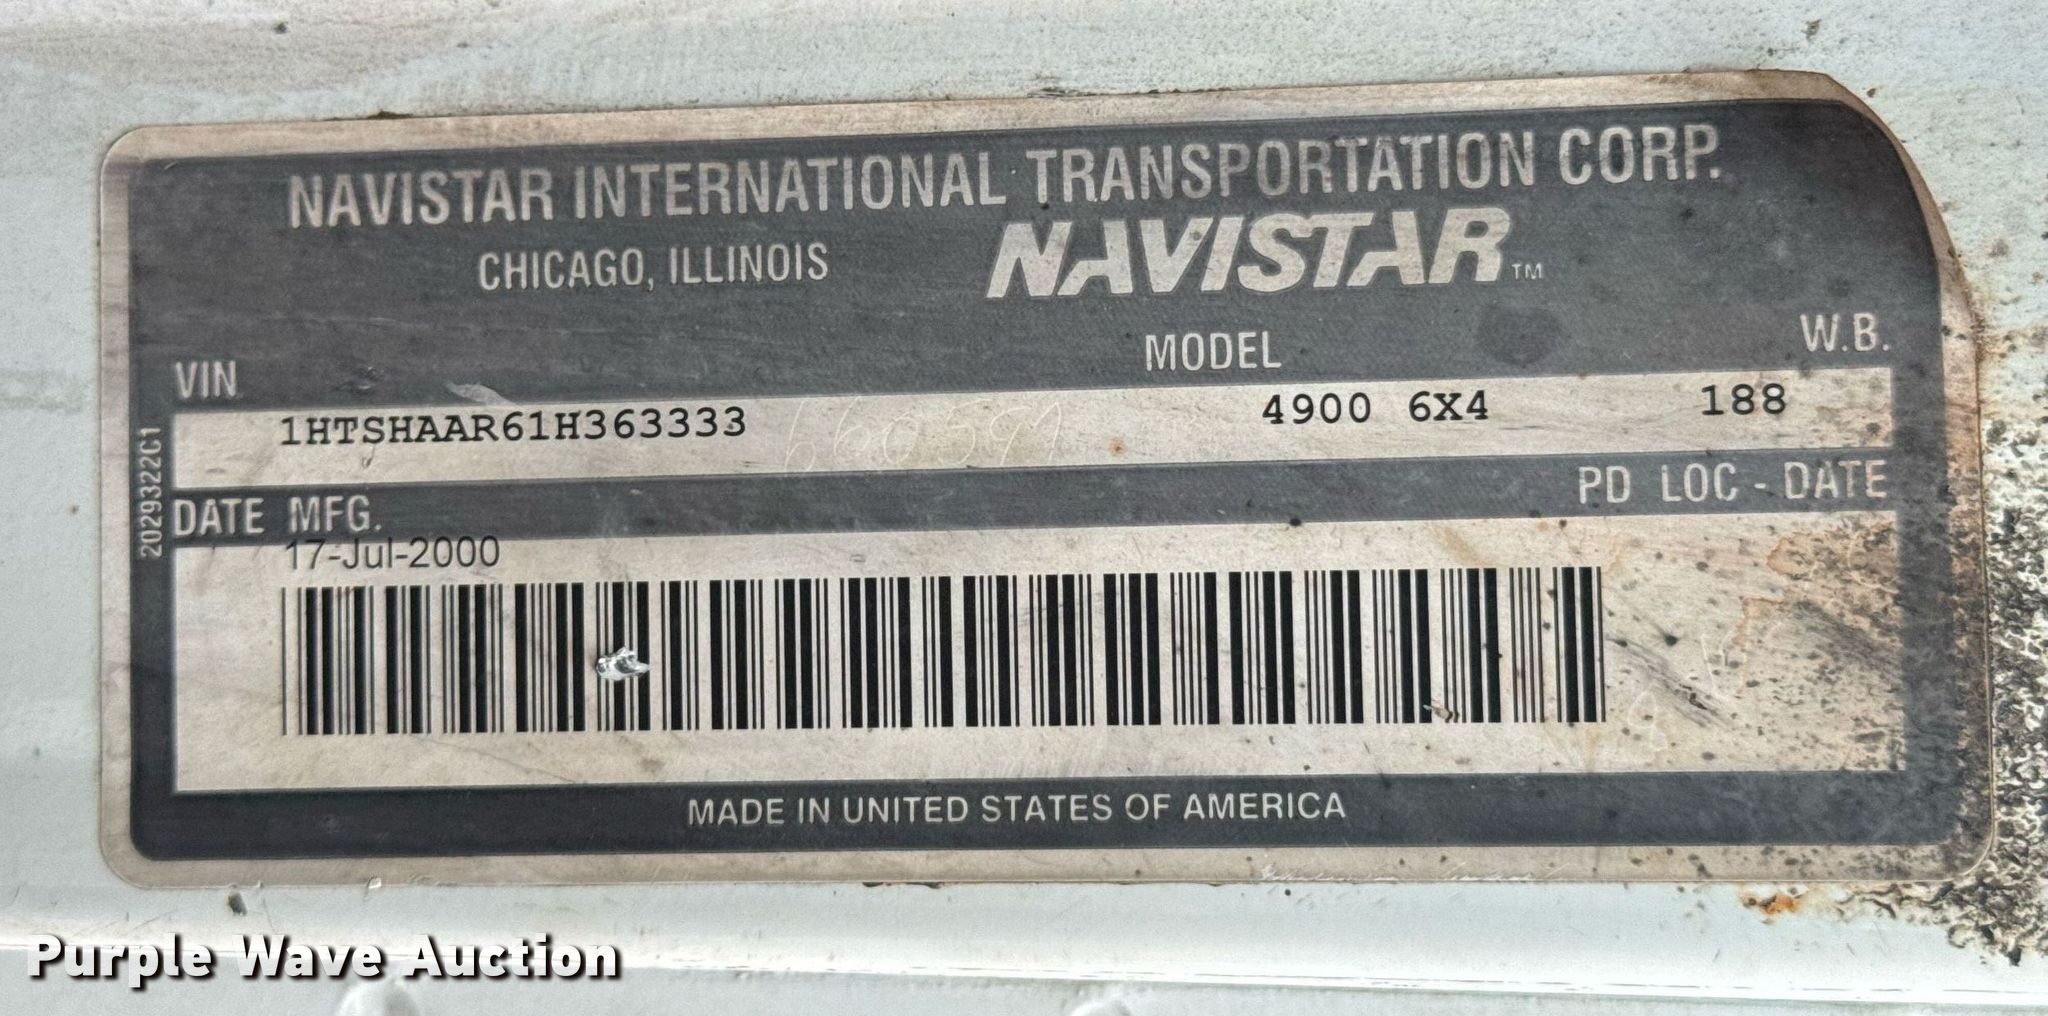 NAVISTAR INTERNATIONAL TRANSPORTATION CORP.
CHICAGO, ILLINOIS
NAVISTAR™
VIN MODEL W.B.
1HTSHAAR61H363333 4900 6X4 188
DATE MFG. PD LOC - DATE
17-Jul-2000
MADE IN UNITED STATES OF AMERICA
2029322C1
Purple Wave Auction